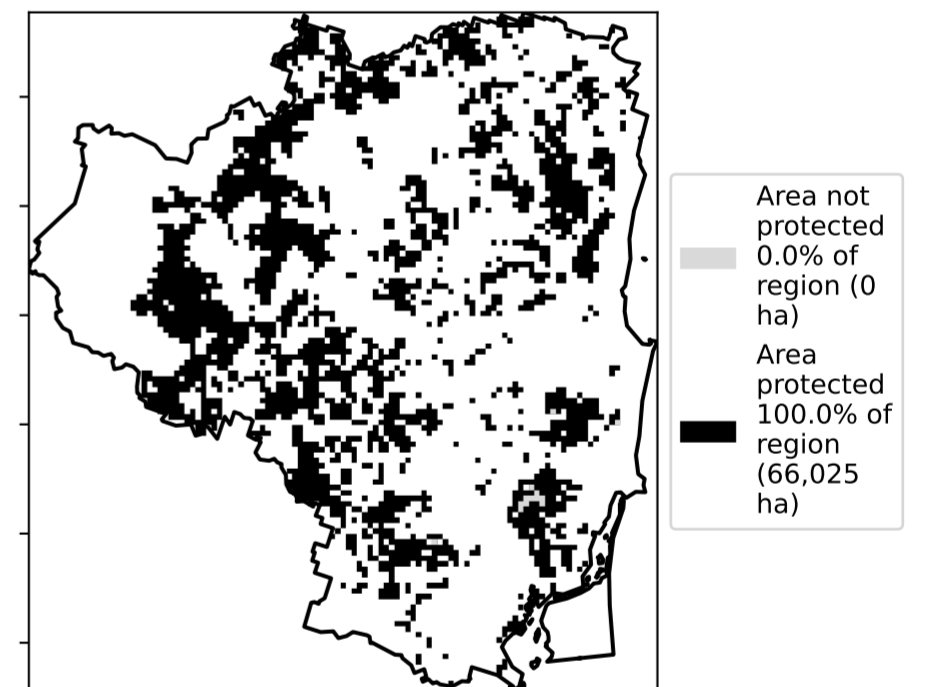 Area not
protected
0.0% of
region (0
ha)
Area
protected
100.0% of
region
(66,025
ha)